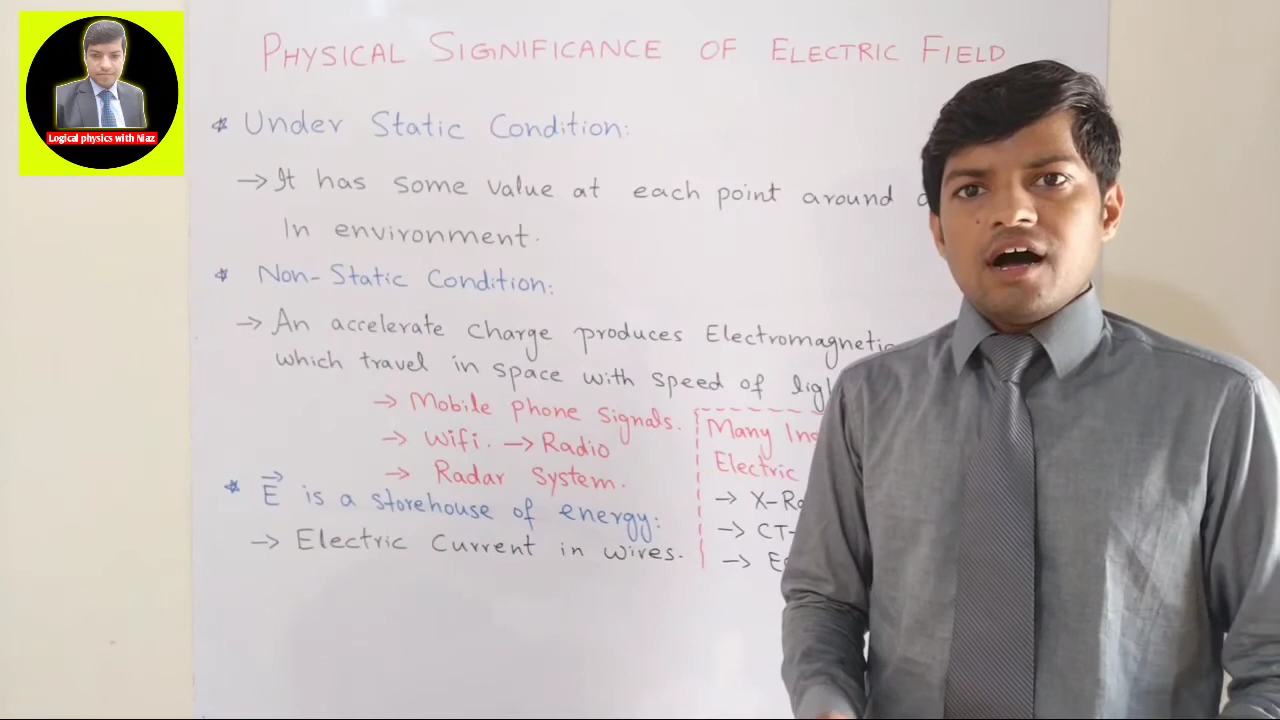 Logical physics with Niaz
PHYSICAL SIGNIFICANCE OF ELECTRIC FIELD
* Under Static Condition:
→ It has some value at each point around
In environment.
* Non-Static Condition:
→ An accelerate charge produces Electromagnetic
which travel in space with speed of
→ Mobile phone signals.
→ Wifi. → Radio
→ Radar System.
* E⃗ is a storehouse of energy:
→ Electric Current in wires.
Many
Electric
→
→ CT-
→